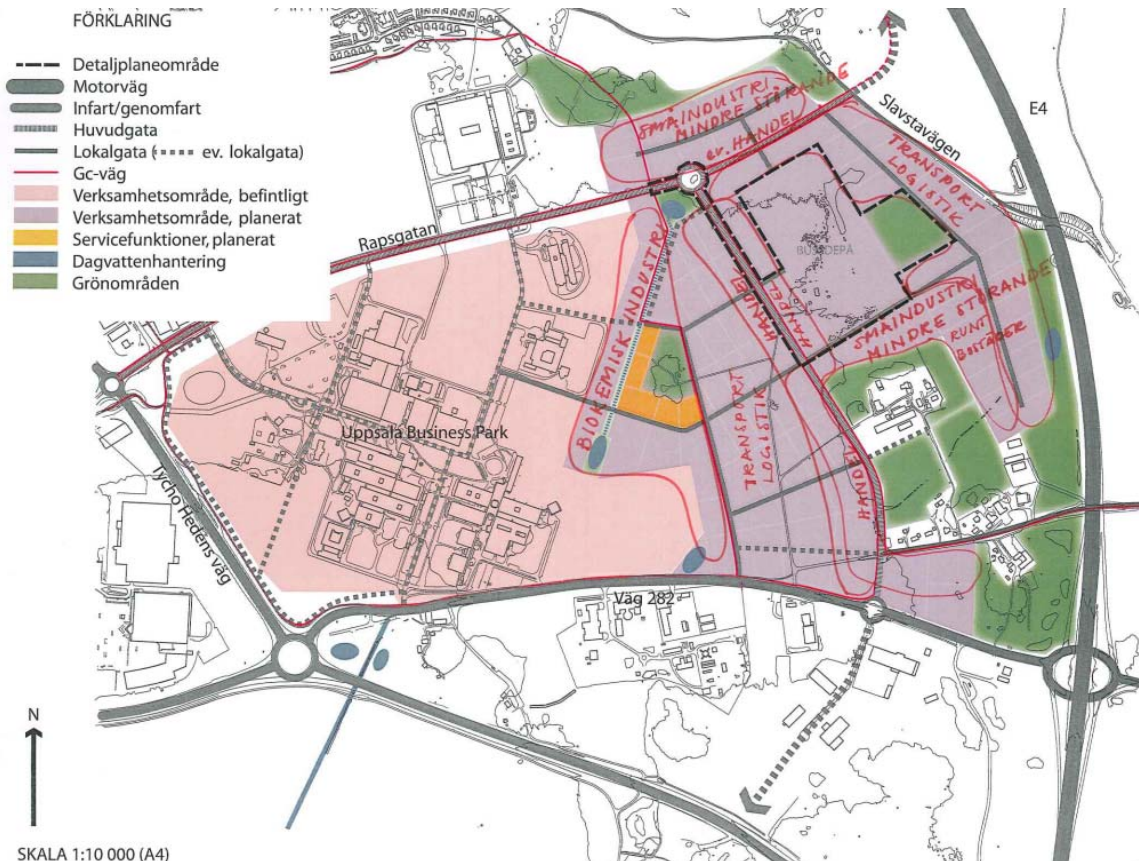 FÖRKLARING
Detaljplaneområde
Motorväg
Infart/genomfart
Huvudgata
Lokalgata ( 	 ev. lokalgata)
Gc-väg
Verksamhetsområde, befintligt
Verksamhetsområde, planerat
Servicefunktioner, planerat
Dagvattenhantering
Grönområden
SMÅINDUSTRI
MINDRE STÖRANDE
ev. HANDEL
Slavstavägen
E4
TRANSPORT
LOGISTIK
Rapsgatan
BUSSDEPÅ
BIOKEMISK INDUSTRI
HANDEL
HANDEL
SMÅINDUSTRI
MINDRE STÖRANDE
RUNT
BOSTÄDER
TRANSPORT
LOGISTIK
Uppsala Business Park
HANDEL
Tycho Hedens väg
Väg 282
N
SKALA 1:10 000 (A4)